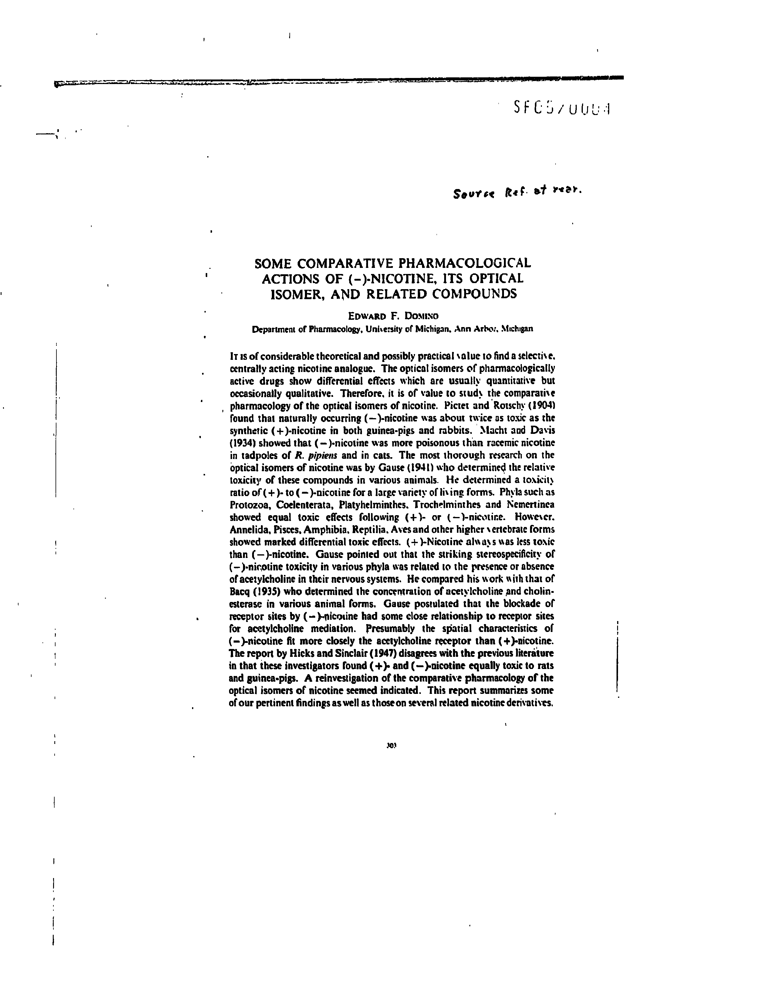 Source Ref. at rear.
SOME COMPARATIVE PHARMACOLOGICAL
ACTIONS OF (−)-NICOTINE, ITS OPTICAL
ISOMER, AND RELATED COMPOUNDS
EDWARD F. DOMINO
Department of Pharmacology, University of Michigan, Ann Arbor, Michigan
IT IS of considerable theoretical and possibly practical value to find a selective,
centrally acting nicotine analogue. The optical isomers of pharmacologically
active drugs show differential effects which are usually quantitative but
occasionally qualitative. Therefore, it is of value to study the comparative
pharmacology of the optical isomers of nicotine. Pictet and Rotschy (1904)
found that naturally occurring (−)-nicotine was about twice as toxic as the
synthetic (+)-nicotine in both guinea-pigs and rabbits. Macht and Davis
(1934) showed that (−)-nicotine was more poisonous than racemic nicotine
in tadpoles of R. pipiens and in cats. The most thorough research on the
optical isomers of nicotine was by Gause (1941) who determined the relative
toxicity of these compounds in various animals. He determined a toxicity
ratio of (+)- to (−)-nicotine for a large variety of living forms. Phyla such as
Protozoa, Coelenterata, Platyhelminthes, Trochelminthes and Nemertinea
showed equal toxic effects following (+)- or (−)-nicotine. However,
Annelida, Pisces, Amphibia, Reptilia, Aves and other higher vertebrate forms
showed marked differential toxic effects. (+)-Nicotine always was less toxic
than (−)-nicotine. Gause pointed out that the striking stereospecificity of
(−)-nicotine toxicity in various phyla was related to the presence or absence
of acetylcholine in their nervous systems. He compared his work with that of
Bacq (1935) who determined the concentration of acetylcholine and cholin-
esterase in various animal forms. Gause postulated that the blockade of
receptor sites by (−)-nicotine had some close relationship to receptor sites
for acetylcholine mediation. Presumably the spatial characteristics of
(−)-nicotine fit more closely the acetylcholine receptor than (+)-nicotine.
The report by Hicks and Sinclair (1947) disagrees with the previous literature
in that these investigators found (+)- and (−)-nicotine equally toxic to rats
and guinea-pigs. A reinvestigation of the comparative pharmacology of the
optical isomers of nicotine seemed indicated. This report summarizes some
of our pertinent findings as well as those on several related nicotine derivatives.
303